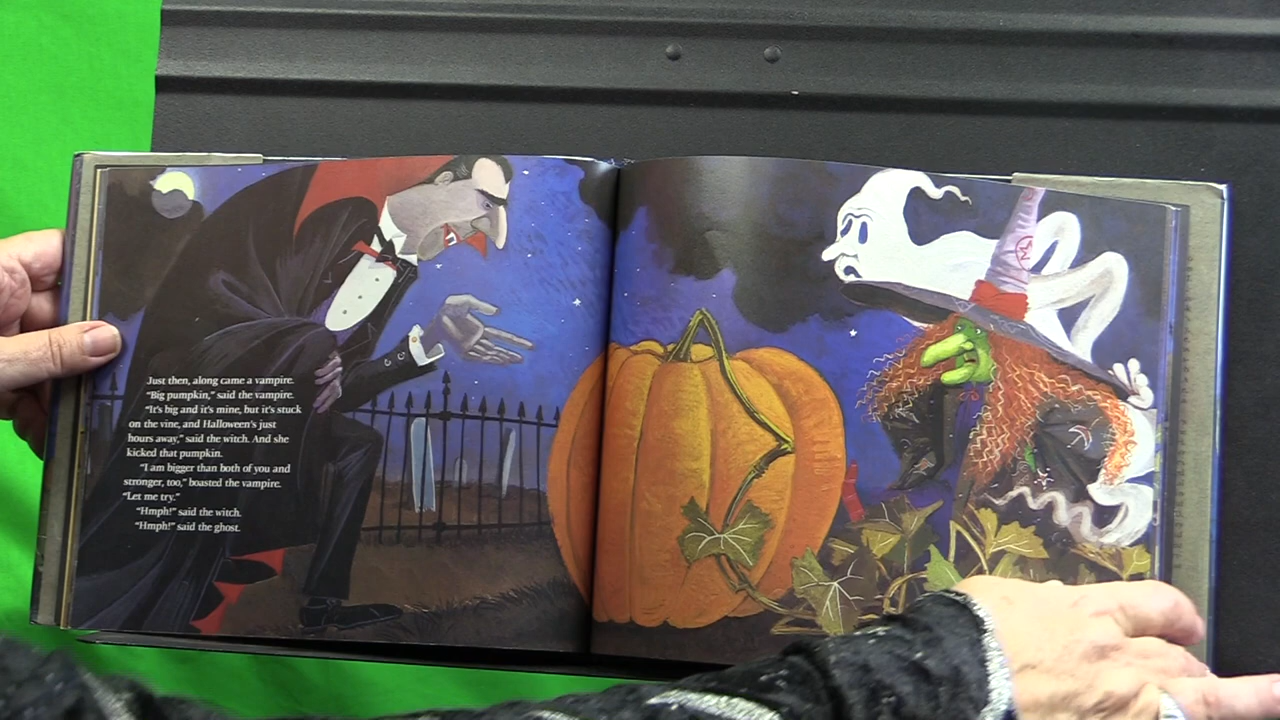 Just then, along came a vampire.
"Big pumpkin," said the vampire.
"It's big and it's mine, but it's stuck
on the vine, and Halloween's just
hours away," said the witch. And she
kicked that pumpkin.
"I am bigger than both of you and
stronger, too," boasted the vampire.
"Let me try."
"Hmph!" said the witch.
"Hmph!" said the ghost.